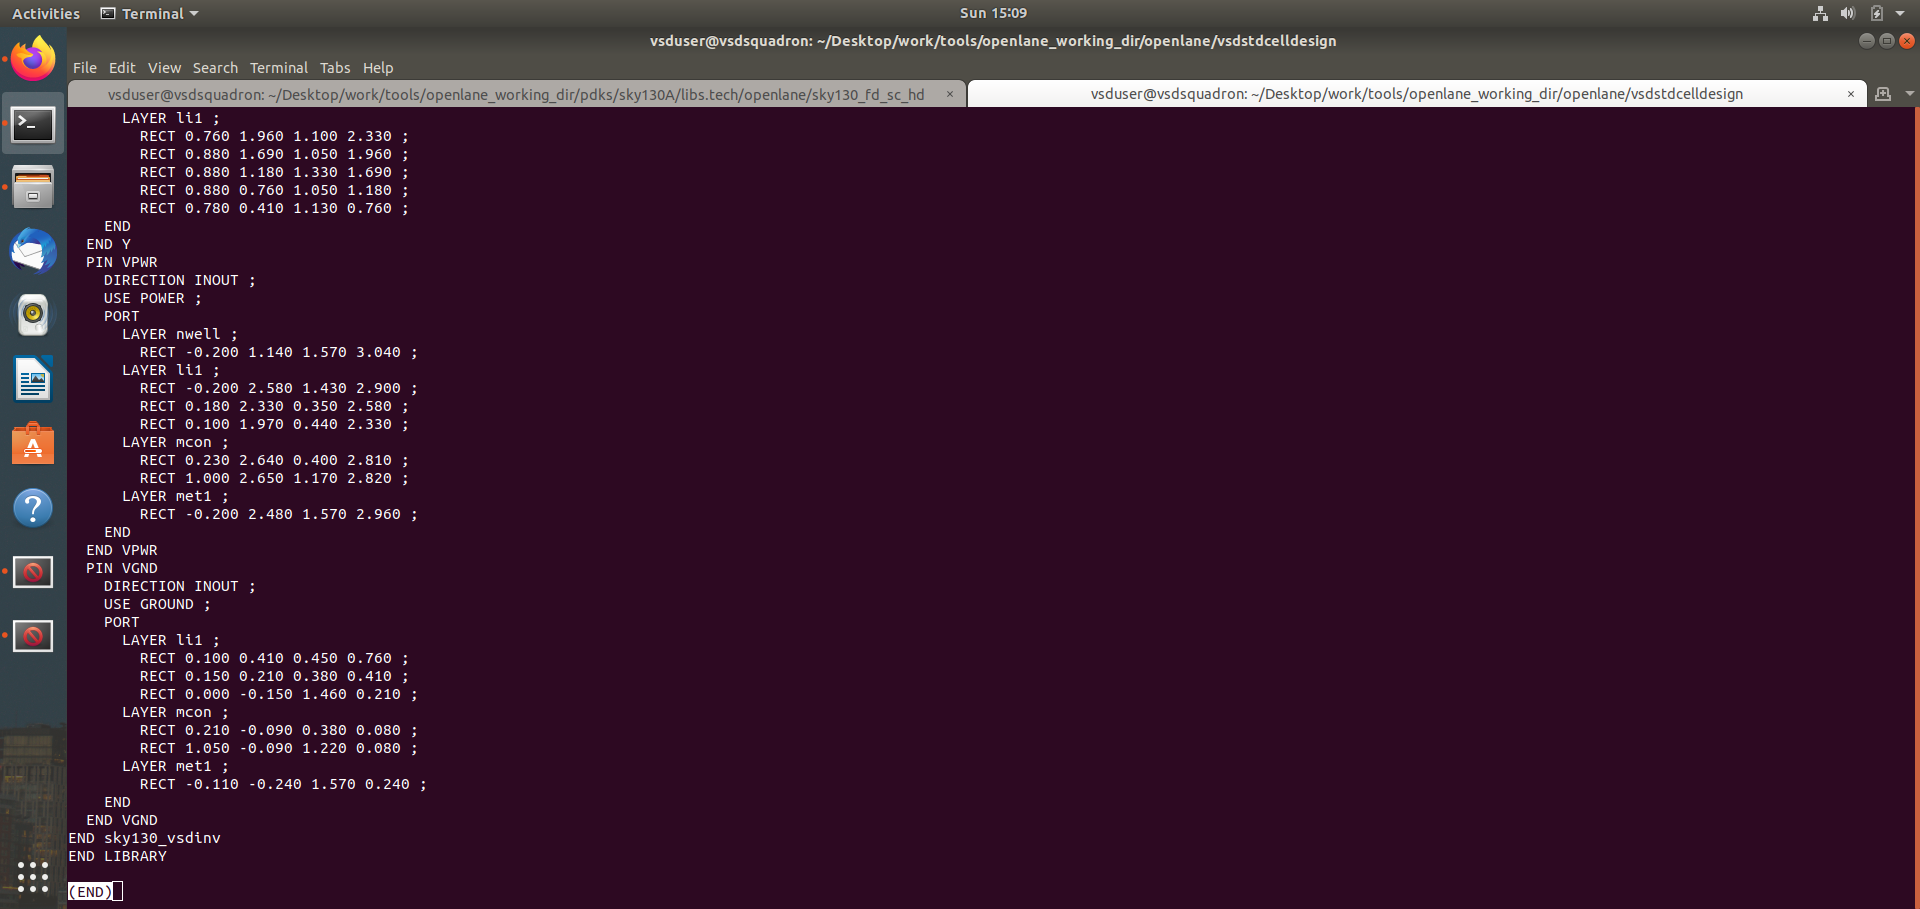 Activities Terminal Sun 15:09
vsduser@vsdsquadron: ~/Desktop/work/tools/openlane_working_dir/openlane/vsdstdcelldesign
File Edit View Search Terminal Tabs Help
vsduser@vsdsquadron: ~/Desktop/work/tools/openlane_working_dir/pdks/sky130A/libs.tech/openlane/sky130_fd_sc_hd × vsduser@vsdsquadron: ~/Desktop/work/tools/openlane_working_dir/openlane/vsdstdcelldesign ×
LAYER li1 ;
RECT 0.760 1.960 1.100 2.330 ;
RECT 0.880 1.690 1.050 1.960 ;
RECT 0.880 1.180 1.330 1.690 ;
RECT 0.880 0.760 1.050 1.180 ;
RECT 0.780 0.410 1.130 0.760 ;
END
END Y
PIN VPWR
DIRECTION INOUT ;
USE POWER ;
PORT
LAYER nwell ;
RECT -0.200 1.140 1.570 3.040 ;
LAYER li1 ;
RECT -0.200 2.580 1.430 2.900 ;
RECT 0.180 2.330 0.350 2.580 ;
RECT 0.100 1.970 0.440 2.330 ;
LAYER mcon ;
RECT 0.230 2.640 0.400 2.810 ;
RECT 1.000 2.650 1.170 2.820 ;
LAYER met1 ;
RECT -0.200 2.480 1.570 2.960 ;
END
END VPWR
PIN VGND
DIRECTION INOUT ;
USE GROUND ;
PORT
LAYER li1 ;
RECT 0.100 0.410 0.450 0.760 ;
RECT 0.150 0.210 0.380 0.410 ;
RECT 0.000 -0.150 1.460 0.210 ;
LAYER mcon ;
RECT 0.210 -0.090 0.380 0.080 ;
RECT 1.050 -0.090 1.220 0.080 ;
LAYER met1 ;
RECT -0.110 -0.240 1.570 0.240 ;
END
END VGND
END sky130_vsdinv
END LIBRARY
(END)